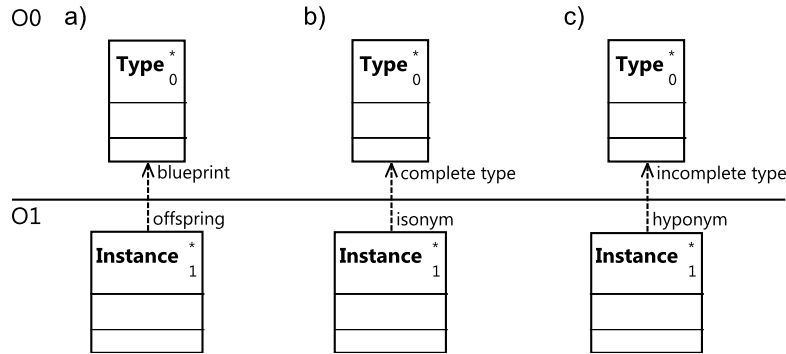 O0 a) b) c)
Type * 0
Type * 0
Type * 0
blueprint
complete type
incomplete type
O1
offspring
isonym
hyponym
Instance * 1
Instance * 1
Instance * 1